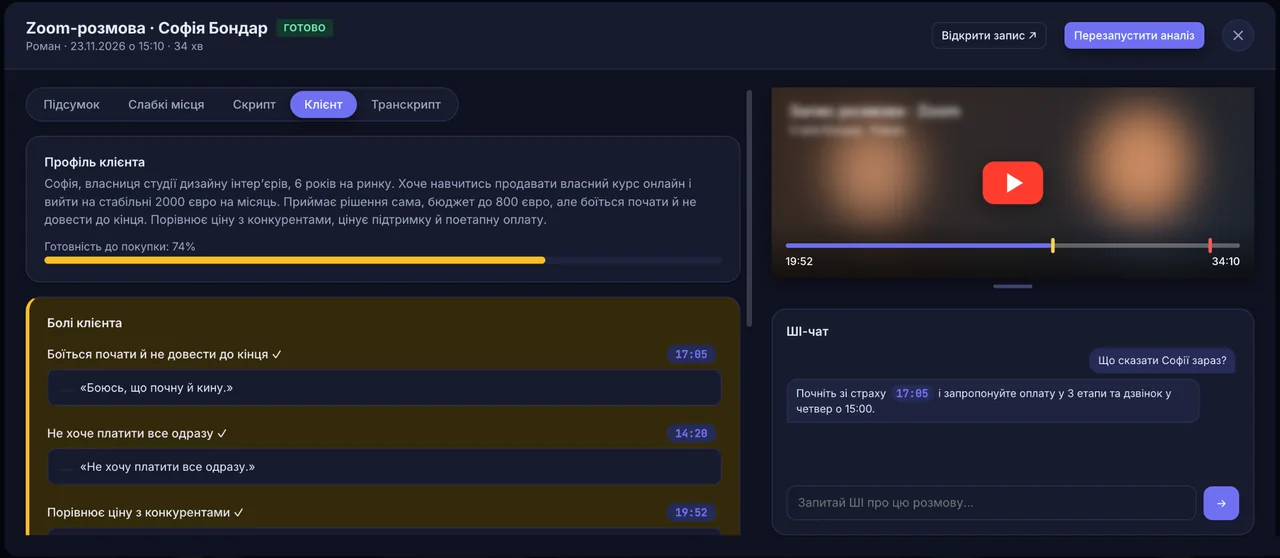 Zoom-розмова · Софія Бондар ГОТОВО
Роман · 23.11.2026 о 15:10 · 34 хв
Відкрити запис ↗
Перезапустити аналіз
Підсумок Слабкі місця Скрипт Клієнт Транскрипт
Профіль клієнта
Софія, власниця студії дизайну інтер’єрів, 6 років на ринку. Хоче навчитись продавати власний курс онлайн і
вийти на стабільні 2000 євро на місяць. Приймає рішення сама, бюджет до 800 євро, але боїться почати й не
довести до кінця. Порівнює ціну з конкурентами, цінує підтримку й поетапну оплату.
Готовність до покупки: 74%
Болі клієнта
Боїться почати й не довести до кінця ✓ 17:05
«Боюсь, що почну й кину.»
Не хоче платити все одразу ✓ 14:20
«Не хочу платити все одразу.»
Порівнює ціну з конкурентами ✓ 19:52
Запис розмови · Zoom
19:52 34:10
ШІ-чат
Що сказати Софії зараз?
Почніть зі страху 17:05 і запропонуйте оплату у 3 етапи та дзвінок у
четвер о 15:00.
Запитай ШІ про цю розмову...
→